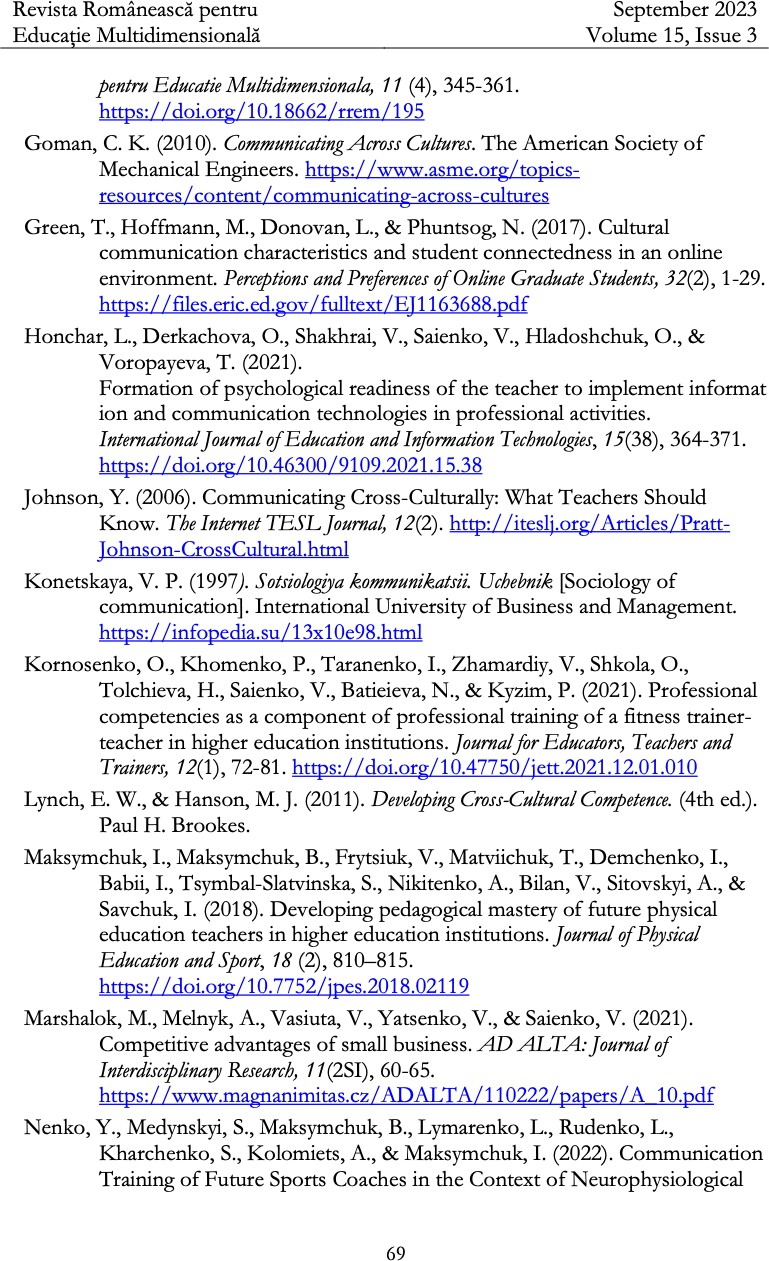 Revista Românească pentru
Educaţie Multidimensională
September 2023
Volume 15, Issue 3
pentru Educatie Multidimensionala, 11 (4), 345-361.
https://doi.org/10.18662/rrem/195
Goman, C. K. (2010). Communicating Across Cultures. The American Society of
Mechanical Engineers. https://www.asme.org/topics-
resources/content/communicating-across-cultures
Green, T., Hoffmann, M., Donovan, L., & Phuntsog, N. (2017). Cultural
communication characteristics and student connectedness in an online
environment. Perceptions and Preferences of Online Graduate Students, 32(2), 1-29.
https://files.eric.ed.gov/fulltext/EJ1163688.pdf
Honchar, L., Derkachova, O., Shakhrai, V., Saienko, V., Hladoshchuk, O., &
Voropayeva, T. (2021).
Formation of psychological readiness of the teacher to implement informat
ion and communication technologies in professional activities.
International Journal of Education and Information Technologies, 15(38), 364-371.
https://doi.org/10.46300/9109.2021.15.38
Johnson, Y. (2006). Communicating Cross-Culturally: What Teachers Should
Know. The Internet TESL Journal, 12(2). http://iteslj.org/Articles/Pratt-
Johnson-CrossCultural.html
Konetskaya, V. P. (1997). Sotsiologiya kommunikatsii. Uchebnik [Sociology of
communication]. International University of Business and Management.
https://infopedia.su/13x10e98.html
Kornosenko, O., Khomenko, P., Taranenko, I., Zhamardiy, V., Shkola, O.,
Tolchieva, H., Saienko, V., Batieieva, N., & Kyzim, P. (2021). Professional
competencies as a component of professional training of a fitness trainer-
teacher in higher education institutions. Journal for Educators, Teachers and
Trainers, 12(1), 72-81. https://doi.org/10.47750/jett.2021.12.01.010
Lynch, E. W., & Hanson, M. J. (2011). Developing Cross-Cultural Competence. (4th ed.).
Paul H. Brookes.
Maksymchuk, I., Maksymchuk, B., Frytsiuk, V., Matviichuk, T., Demchenko, I.,
Babii, I., Tsymbal-Slatvinska, S., Nikitenko, A., Bilan, V., Sitovskyi, A., &
Savchuk, I. (2018). Developing pedagogical mastery of future physical
education teachers in higher education institutions. Journal of Physical
Education and Sport, 18 (2), 810–815.
https://doi.org/10.7752/jpes.2018.02119
Marshalok, M., Melnyk, A., Vasiuta, V., Yatsenko, V., & Saienko, V. (2021).
Competitive advantages of small business. AD ALTA: Journal of
Interdisciplinary Research, 11(2SI), 60-65.
https://www.magnanimitas.cz/ADALTA/110222/papers/A_10.pdf
Nenko, Y., Medynskyi, S., Maksymchuk, B., Lymarenko, L., Rudenko, L.,
Kharchenko, S., Kolomiets, A., & Maksymchuk, I. (2022). Communication
Training of Future Sports Coaches in the Context of Neurophysiological
69